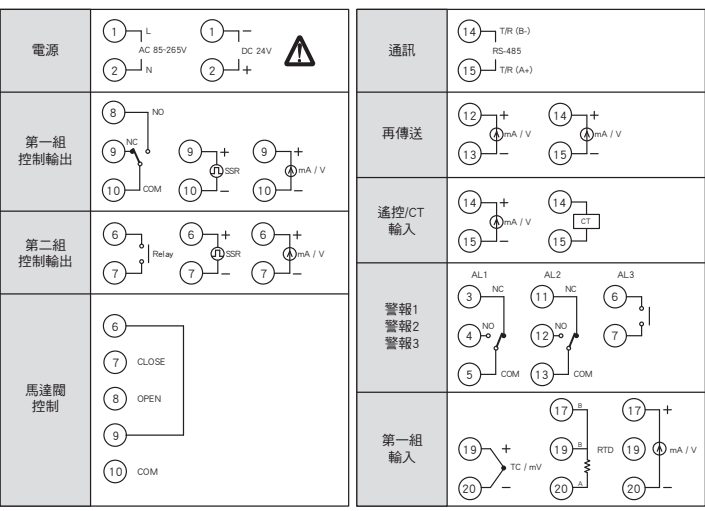 電源
1 L
AC 85-265V
2 N
1 −
DC 24V
2 +
第一組
控制輸出
8 NO
9 NC
10 COM
9 +
SSR
10 −
9 +
mA / V
10 −
第二組
控制輸出
6
Relay
7
6 +
SSR
7 −
6 +
mA / V
7 −
馬達閥
控制
6
7 CLOSE
8 OPEN
9
10 COM
通訊
14 T/R (B-)
RS-485
15 T/R (A+)
再傳送
12 +
mA / V
13 −
14 +
mA / V
15 −
遙控/CT
輸入
14 +
mA / V
15 −
14
CT
15
警報1
警報2
警報3
AL1
3 NC
4 NO
5 COM
AL2
11 NC
12 NO
13 COM
AL3
6
7
第一組
輸入
19 +
TC / mV
20 −
17 B
19 B
RTD
20 A
17 +
19 mA / V
20 −